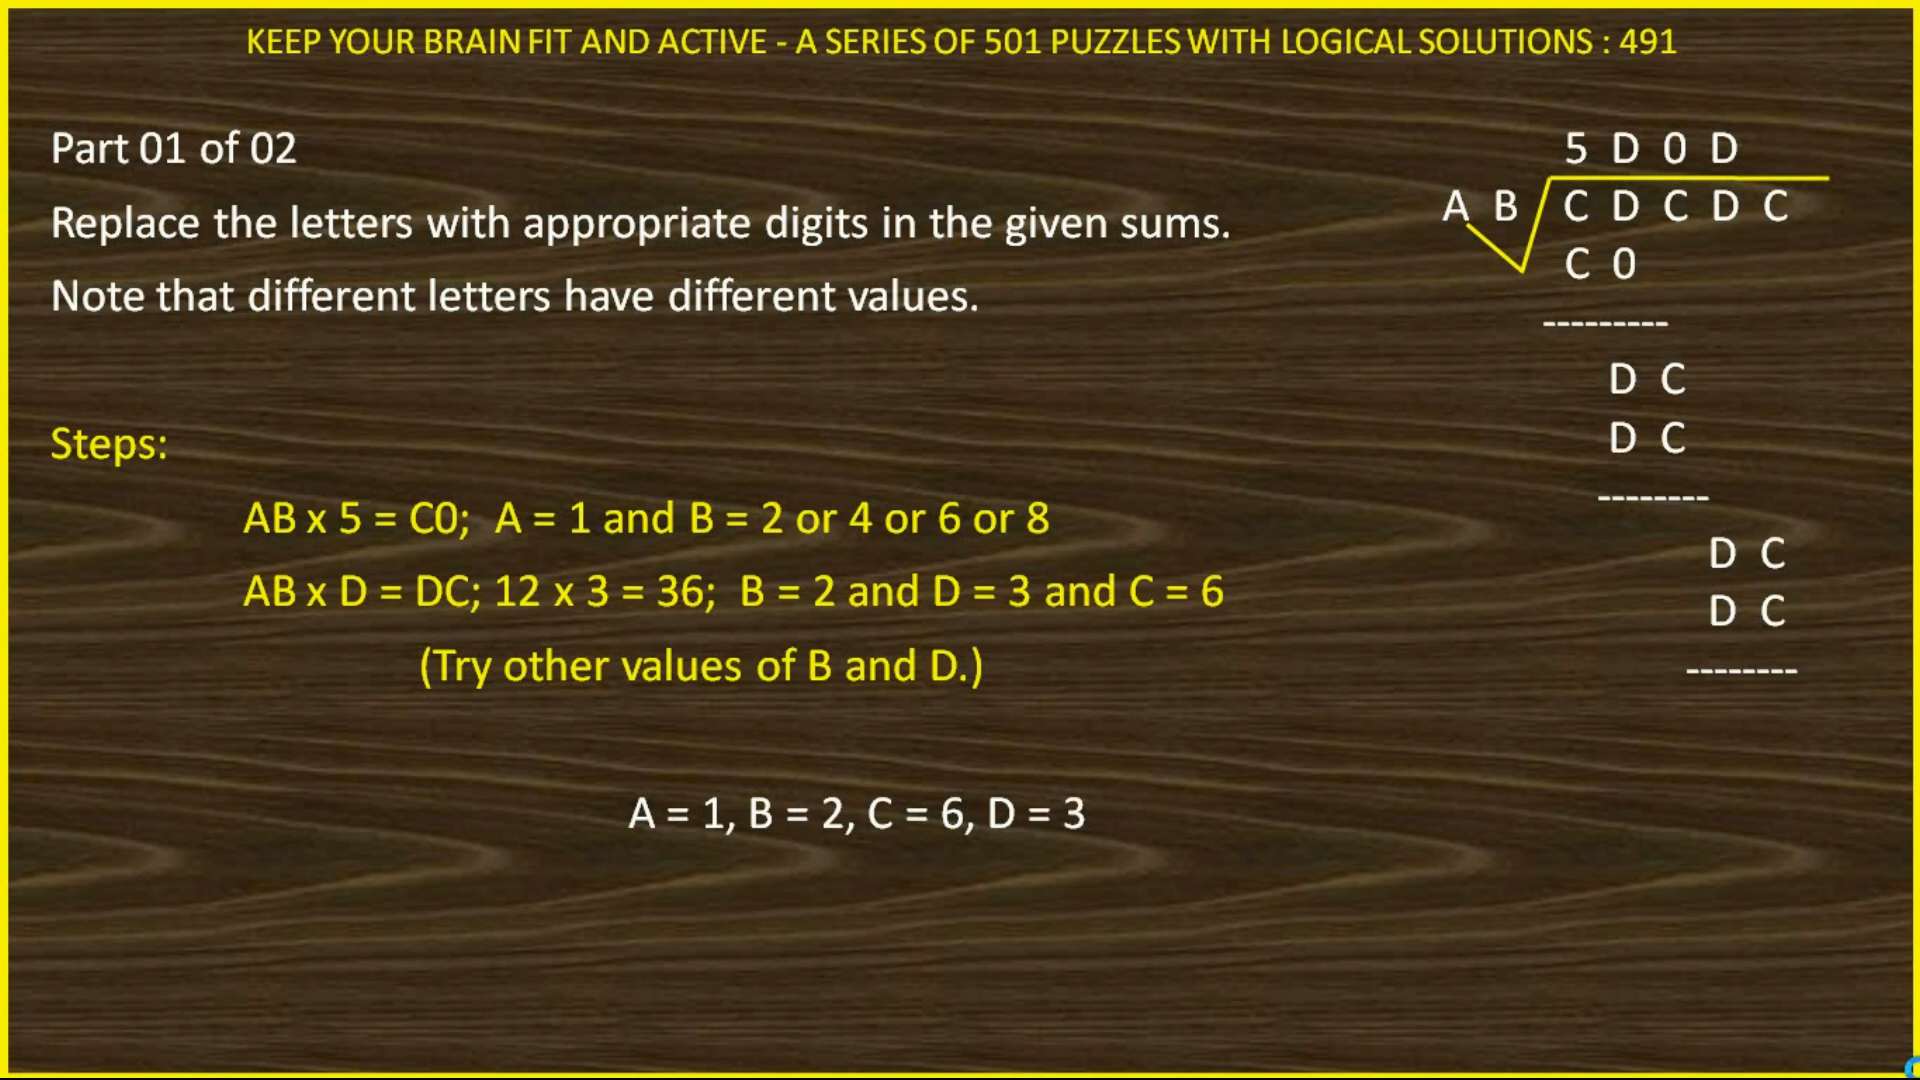 KEEP YOUR BRAIN FIT AND ACTIVE - A SERIES OF 501 PUZZLES WITH LOGICAL SOLUTIONS : 491
Part 01 of 02
Replace the letters with appropriate digits in the given sums.
Note that different letters have different values.
Steps:
AB x 5 = C0; A = 1 and B = 2 or 4 or 6 or 8
AB x D = DC; 12 x 3 = 36; B = 2 and D = 3 and C = 6
(Try other values of B and D.)
A = 1, B = 2, C = 6, D = 3
5 D 0 D
A B C D C D C
C 0
---------
D C
D C
--------
D C
D C
--------